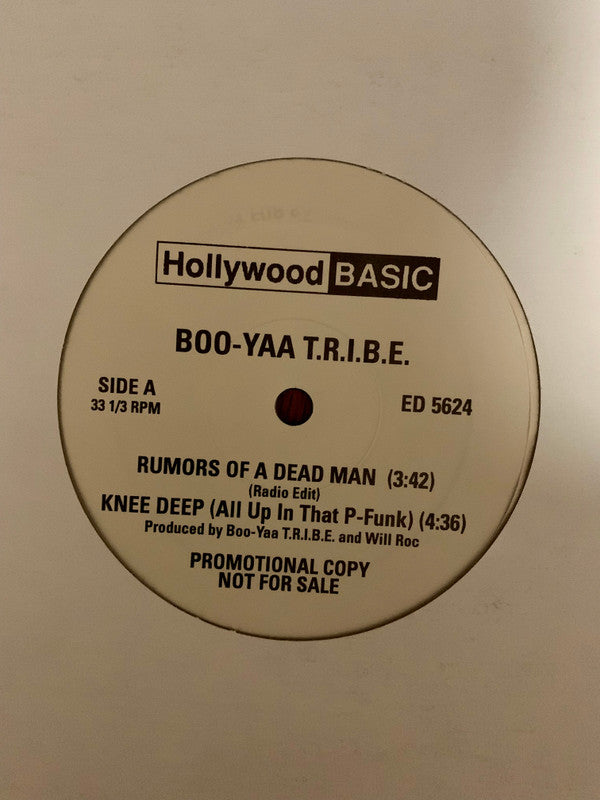 Hollywood BASIC
BOO-YAA T.R.I.B.E.
SIDE A
33 1/3 RPM
ED 5624
RUMORS OF A DEAD MAN (3:42)
(Radio Edit)
KNEE DEEP (All Up In That P-Funk) (4:36)
Produced by Boo-Yaa T.R.I.B.E. and Will Roc
PROMOTIONAL COPY
NOT FOR SALE